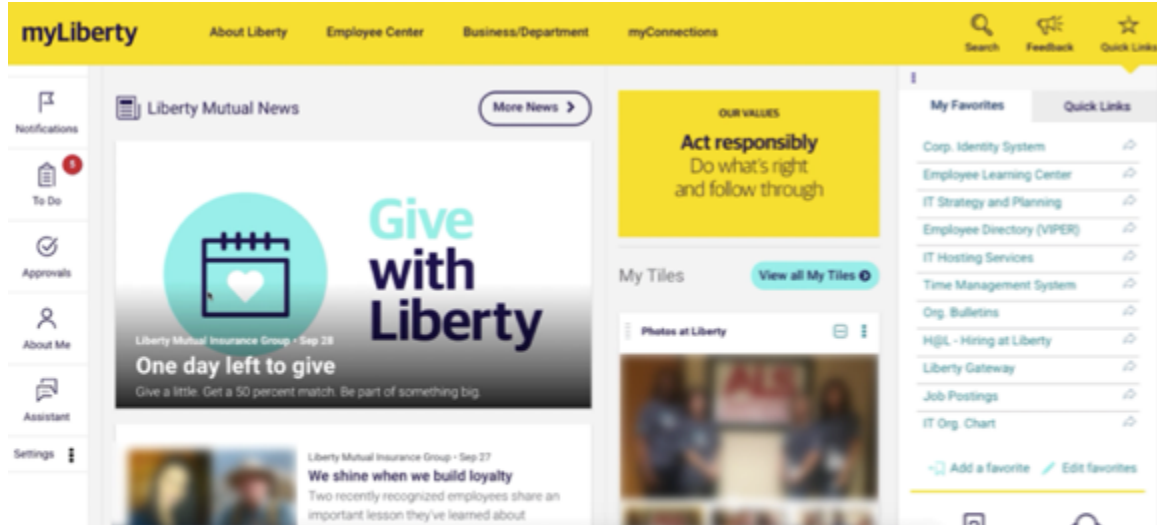 myLiberty
About Liberty
Employee Center
Business/Department
myConnections
Search
Feedback
Quick Links
Notifications
5
To Do
Approvals
About Me
Assistant
Settings
Liberty Mutual News
More News
Give
with
Liberty
Liberty Mutual Insurance Group • Sep 28
One day left to give
Give a little. Get a 50 percent match. Be part of something big.
Liberty Mutual Insurance Group • Sep 27
We shine when we build loyalty
Two recently recognized employees share an
important lesson they've learned about
OUR VALUES
Act responsibly
Do what's right
and follow through
My Tiles
View all My Tiles
Photos at Liberty
ALS
My Favorites
Quick Links
Corp. Identity System
Employee Learning Center
IT Strategy and Planning
Employee Directory (VIPER)
IT Hosting Services
Time Management System
Org. Bulletins
H@L - Hiring at Liberty
Liberty Gateway
Job Postings
IT Org. Chart
Add a favorite
Edit favorites